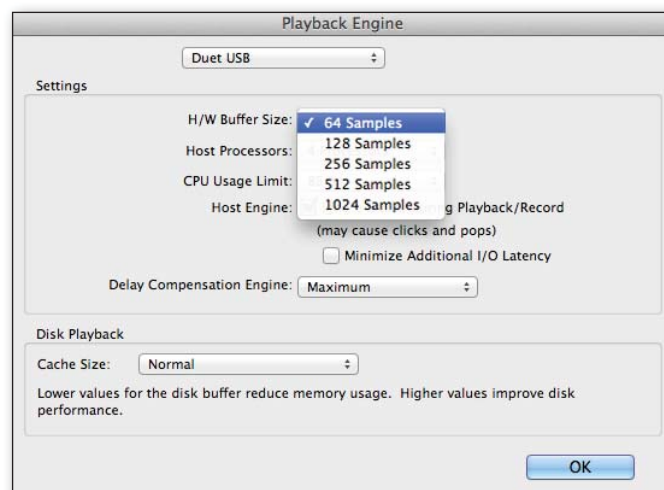 Playback Engine
Duet USB
Settings
H/W Buffer Size:
✓ 64 Samples
128 Samples
256 Samples
512 Samples
1024 Samples
Host Processors:
CPU Usage Limit:
Host Engine:
Playback/Record
(may cause clicks and pops)
Minimize Additional I/O Latency
Delay Compensation Engine: Maximum
Disk Playback
Cache Size: Normal
Lower values for the disk buffer reduce memory usage. Higher values improve disk
performance.
OK